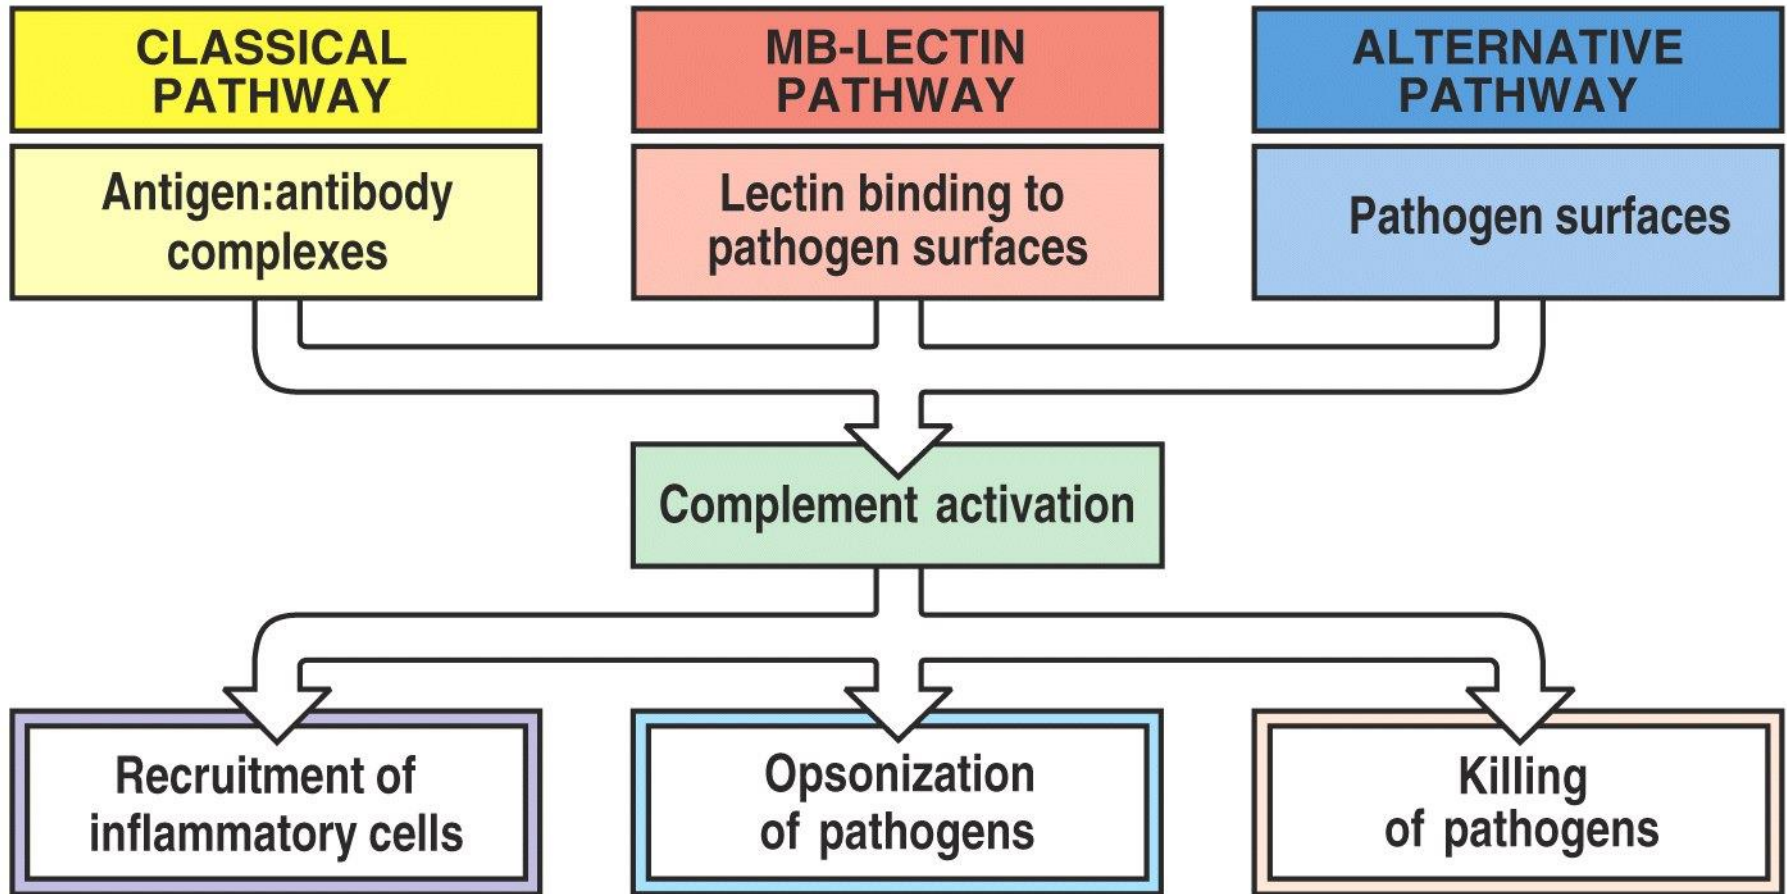 CLASSICAL
PATHWAY
Antigen:antibody
complexes
MB-LECTIN
PATHWAY
Lectin binding to
pathogen surfaces
ALTERNATIVE
PATHWAY
Pathogen surfaces
Complement activation
Recruitment of
inflammatory cells
Opsonization
of pathogens
Killing
of pathogens